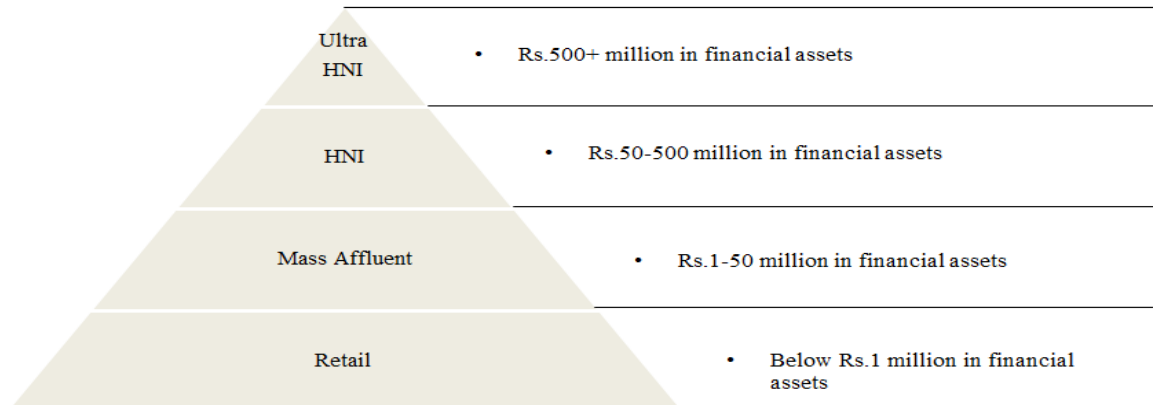 Ultra
HNI
• Rs.500+ million in financial assets
HNI
• Rs.50-500 million in financial assets
Mass Affluent
• Rs.1-50 million in financial assets
Retail
• Below Rs.1 million in financial
assets